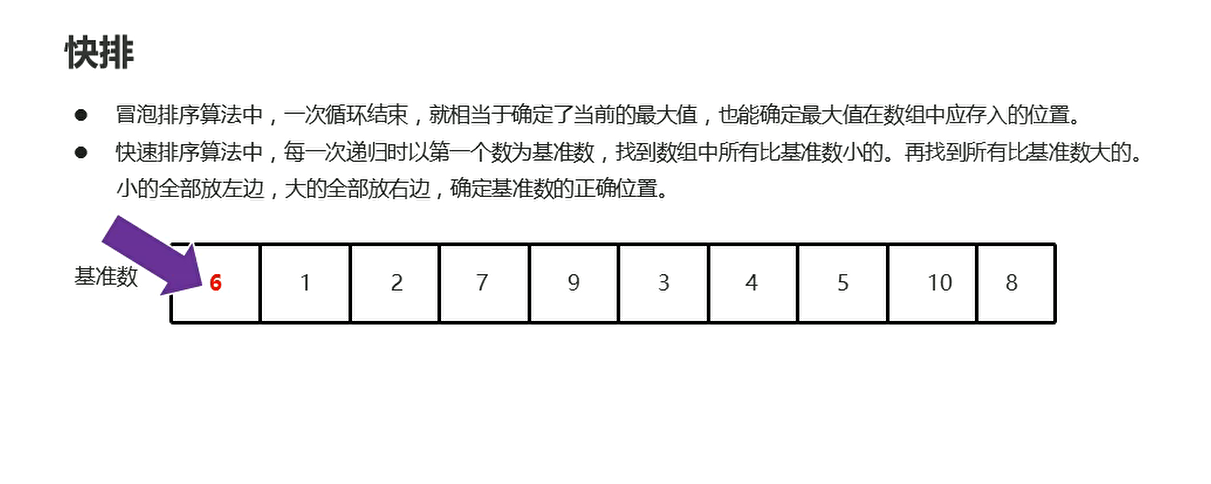 快排
● 冒泡排序算法中，一次循环结束，就相当于确定了当前的最大值，也能确定最大值在数组中应存入的位置。
● 快速排序算法中，每一次递归时以第一个数为基准数，找到数组中所有比基准数小的。再找到所有比基准数大的。
小的全部放左边，大的全部放右边，确定基准数的正确位置。
基准数 6 1 2 7 9 3 4 5 10 8